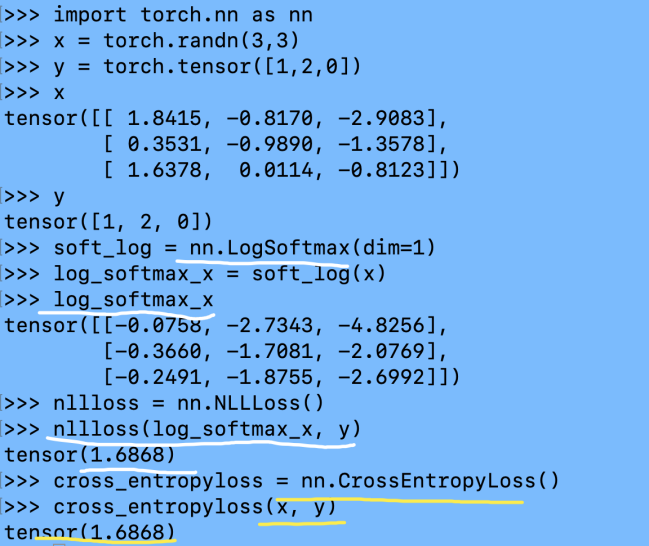 >>> import torch.nn as nn
>>> x = torch.randn(3,3)
>>> y = torch.tensor([1,2,0])
>>> x
tensor([[ 1.8415, -0.8170, -2.9083],
        [ 0.3531, -0.9890, -1.3578],
        [ 1.6378,  0.0114, -0.8123]])
>>> y
tensor([1, 2, 0])
>>> soft_log = nn.LogSoftmax(dim=1)
>>> log_softmax_x = soft_log(x)
>>> log_softmax_x
tensor([[-0.0758, -2.7343, -4.8256],
        [-0.3660, -1.7081, -2.0769],
        [-0.2491, -1.8755, -2.6992]])
>>> nllloss = nn.NLLLoss()
>>> nllloss(log_softmax_x, y)
tensor(1.6868)
>>> cross_entropyloss = nn.CrossEntropyLoss()
>>> cross_entropyloss(x, y)
tensor(1.6868)